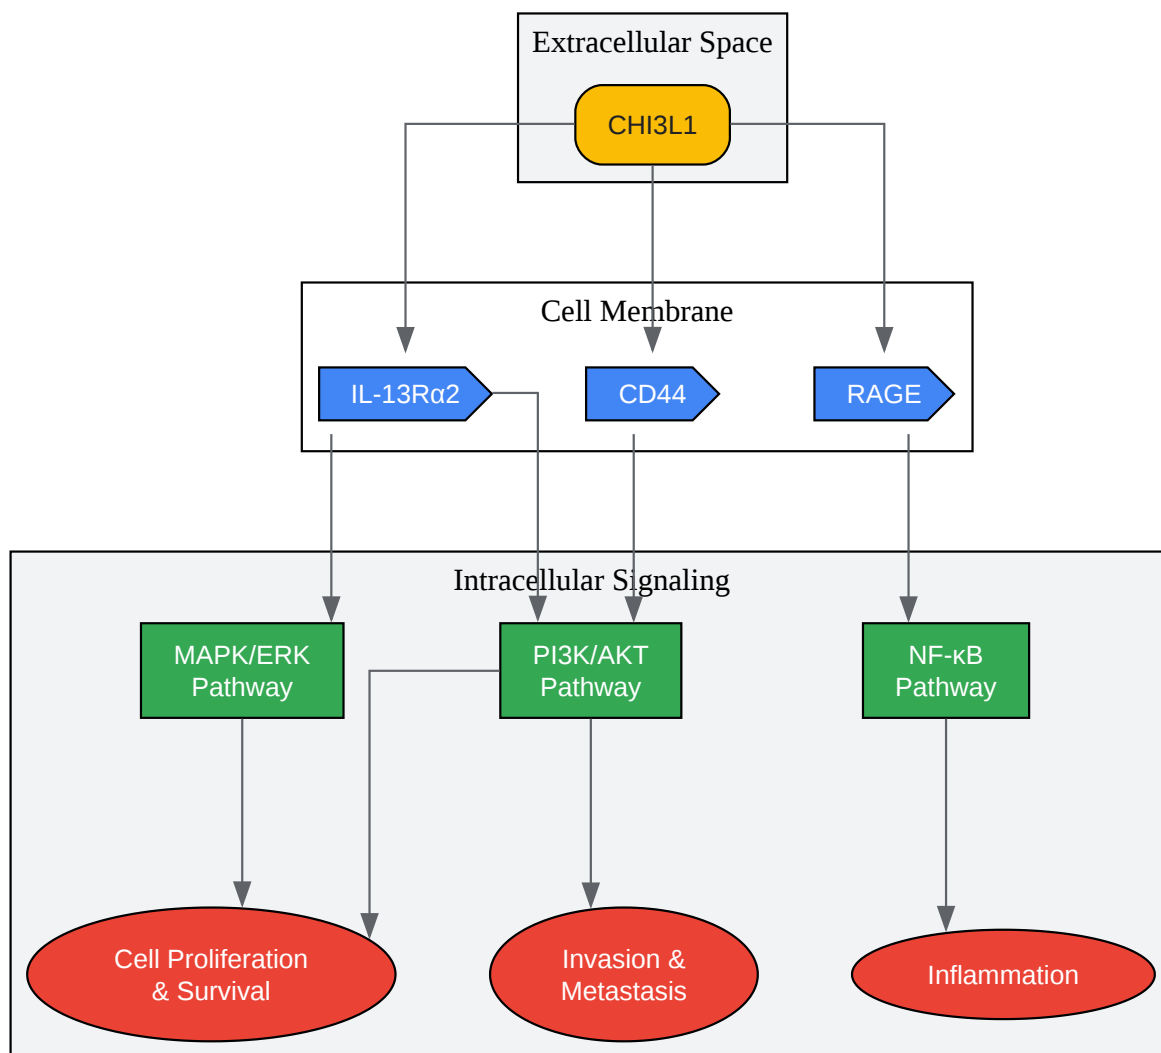 Extracellular Space
CHI3L1
Cell Membrane
IL-13Rα2
CD44
RAGE
Intracellular Signaling
MAPK/ERK
Pathway
PI3K/AKT
Pathway
NF-κB
Pathway
Cell Proliferation
& Survival
Invasion &
Metastasis
Inflammation